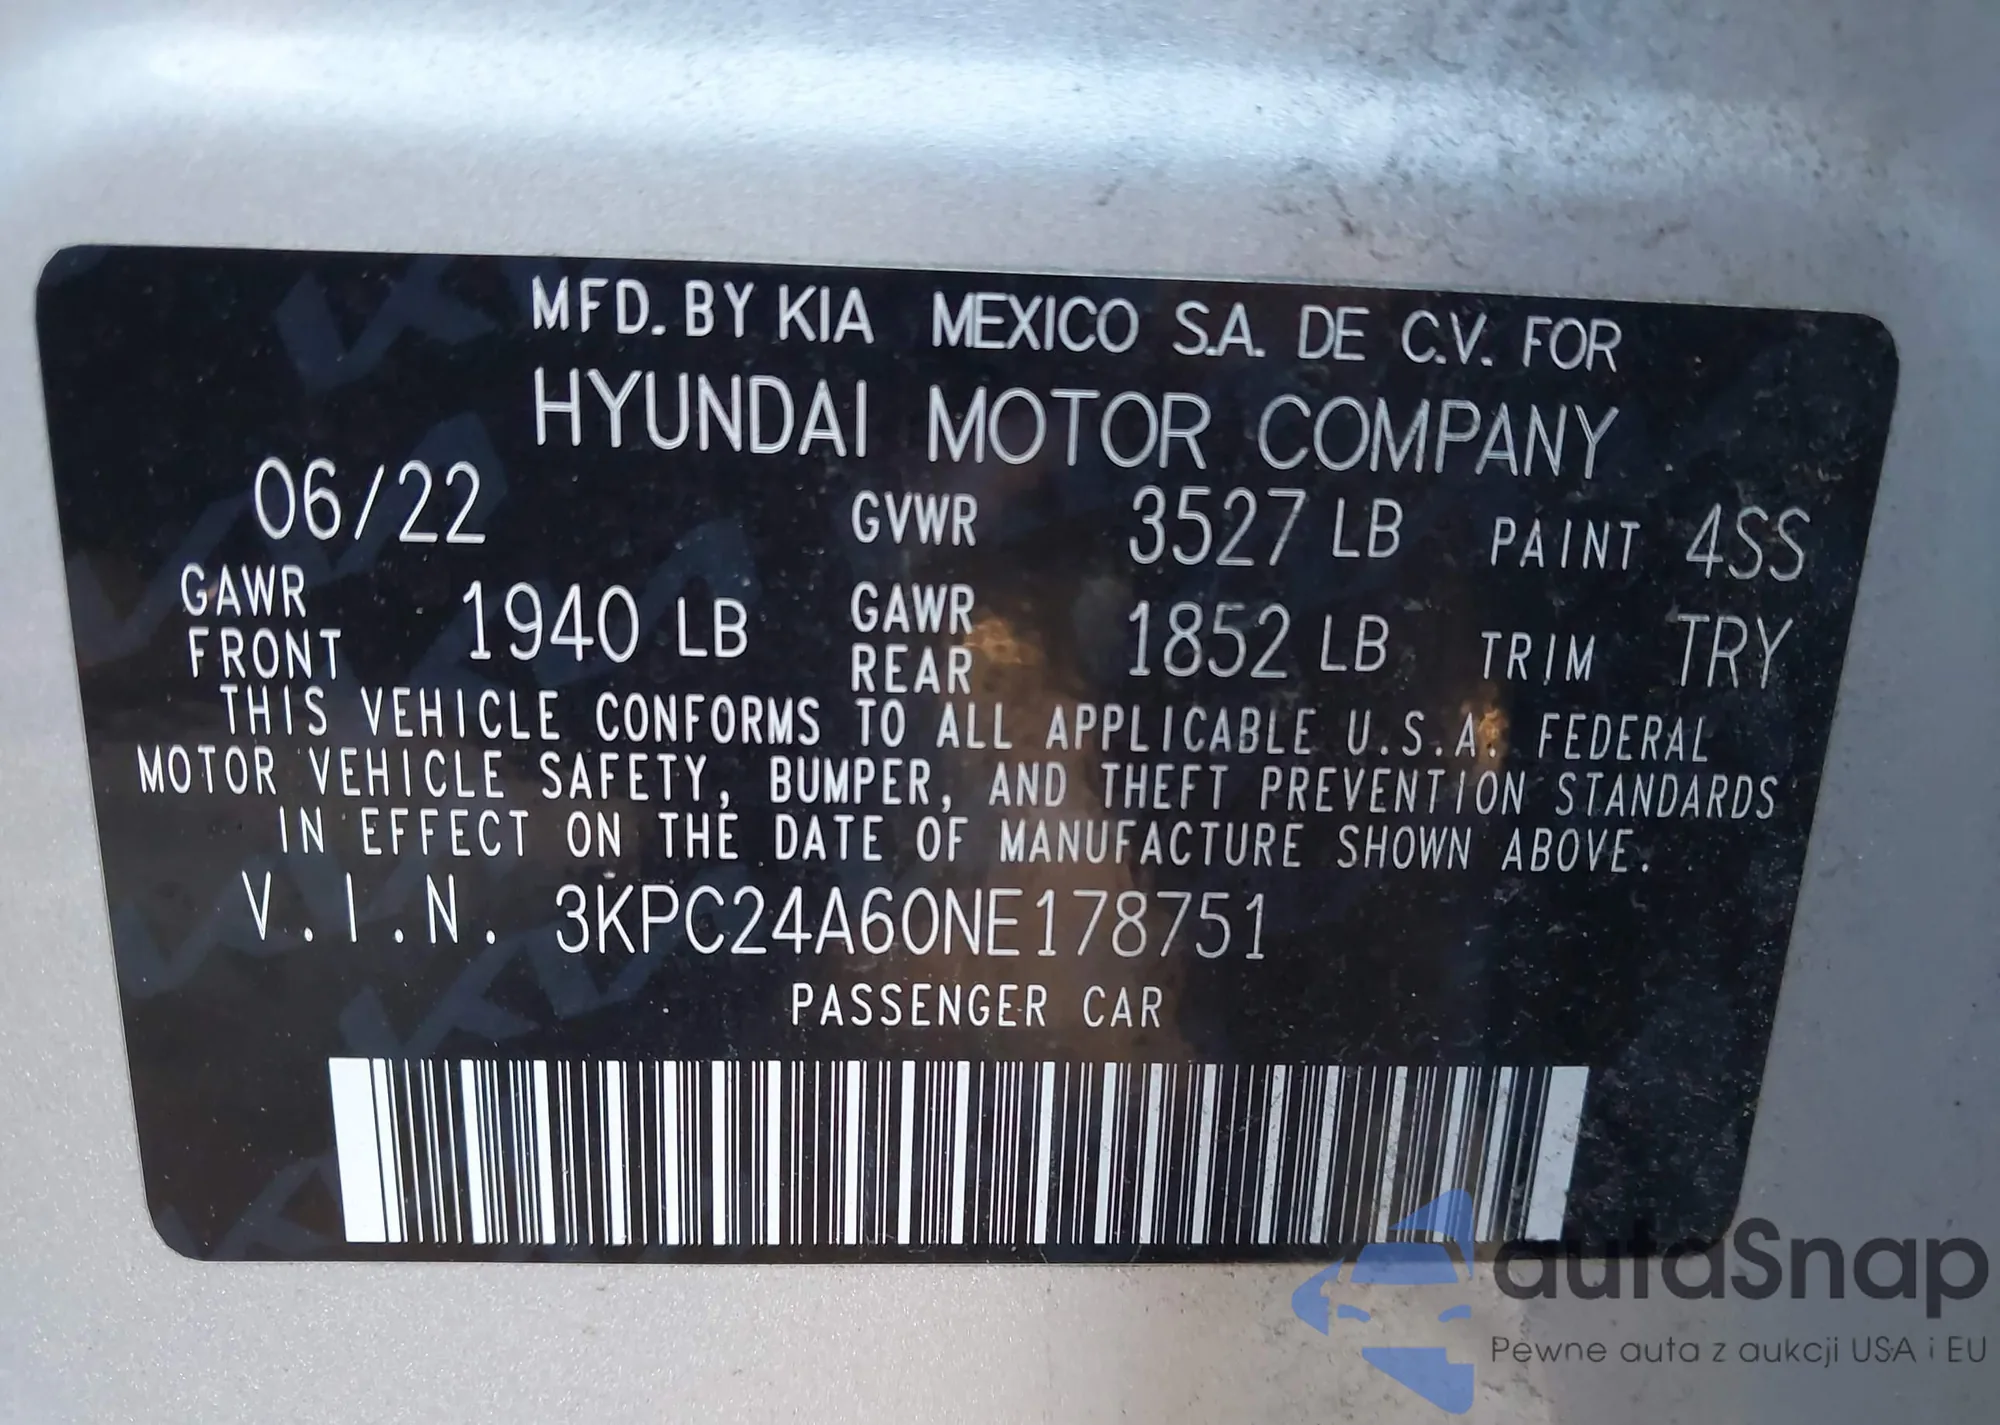 MFD. BY KIA MEXICO S.A. DE C.V. FOR
HYUNDAI MOTOR COMPANY
06/22 GVWR 3527 LB PAINT 4SS
GAWR FRONT 1940 LB GAWR REAR 1852 LB TRIM TRY
THIS VEHICLE CONFORMS TO ALL APPLICABLE U.S.A. FEDERAL
MOTOR VEHICLE SAFETY, BUMPER, AND THEFT PREVENTION STANDARDS
IN EFFECT ON THE DATE OF MANUFACTURE SHOWN ABOVE.
V.I.N. 3KPC24A60NE178751
PASSENGER CAR
autaSnap
Pewne auta z aukcji USA i EU